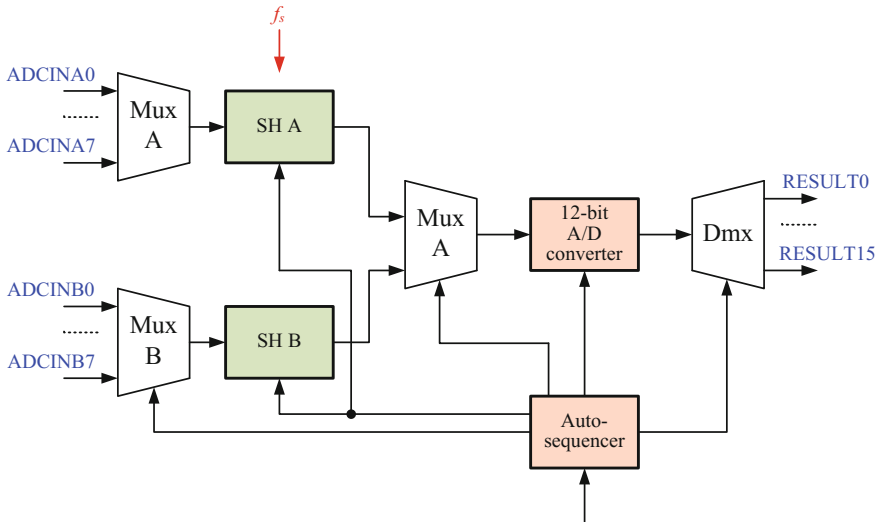 fs
ADCINA0
ADCINA7
Mux
A
SH A
ADCINB0
ADCINB7
Mux
B
SH B
Mux
A
12-bit
A/D
converter
Dmx
RESULT0
RESULT15
Auto-
sequencer